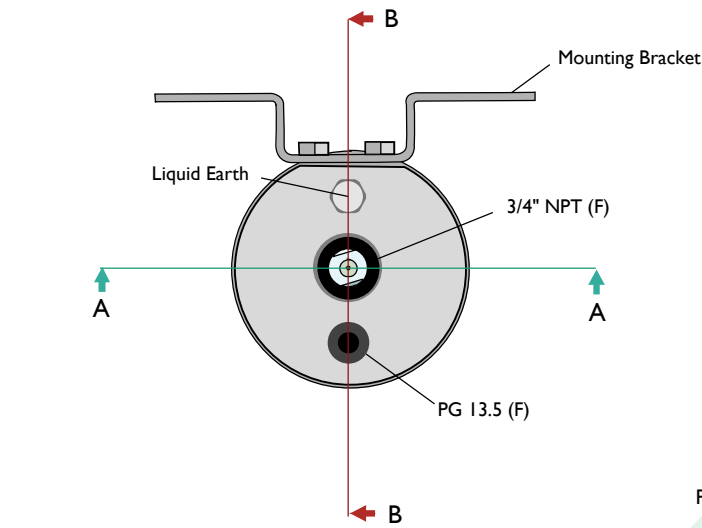 B
Mounting Bracket
Liquid Earth
3/4" NPT (F)
A
A
PG 13.5 (F)
B